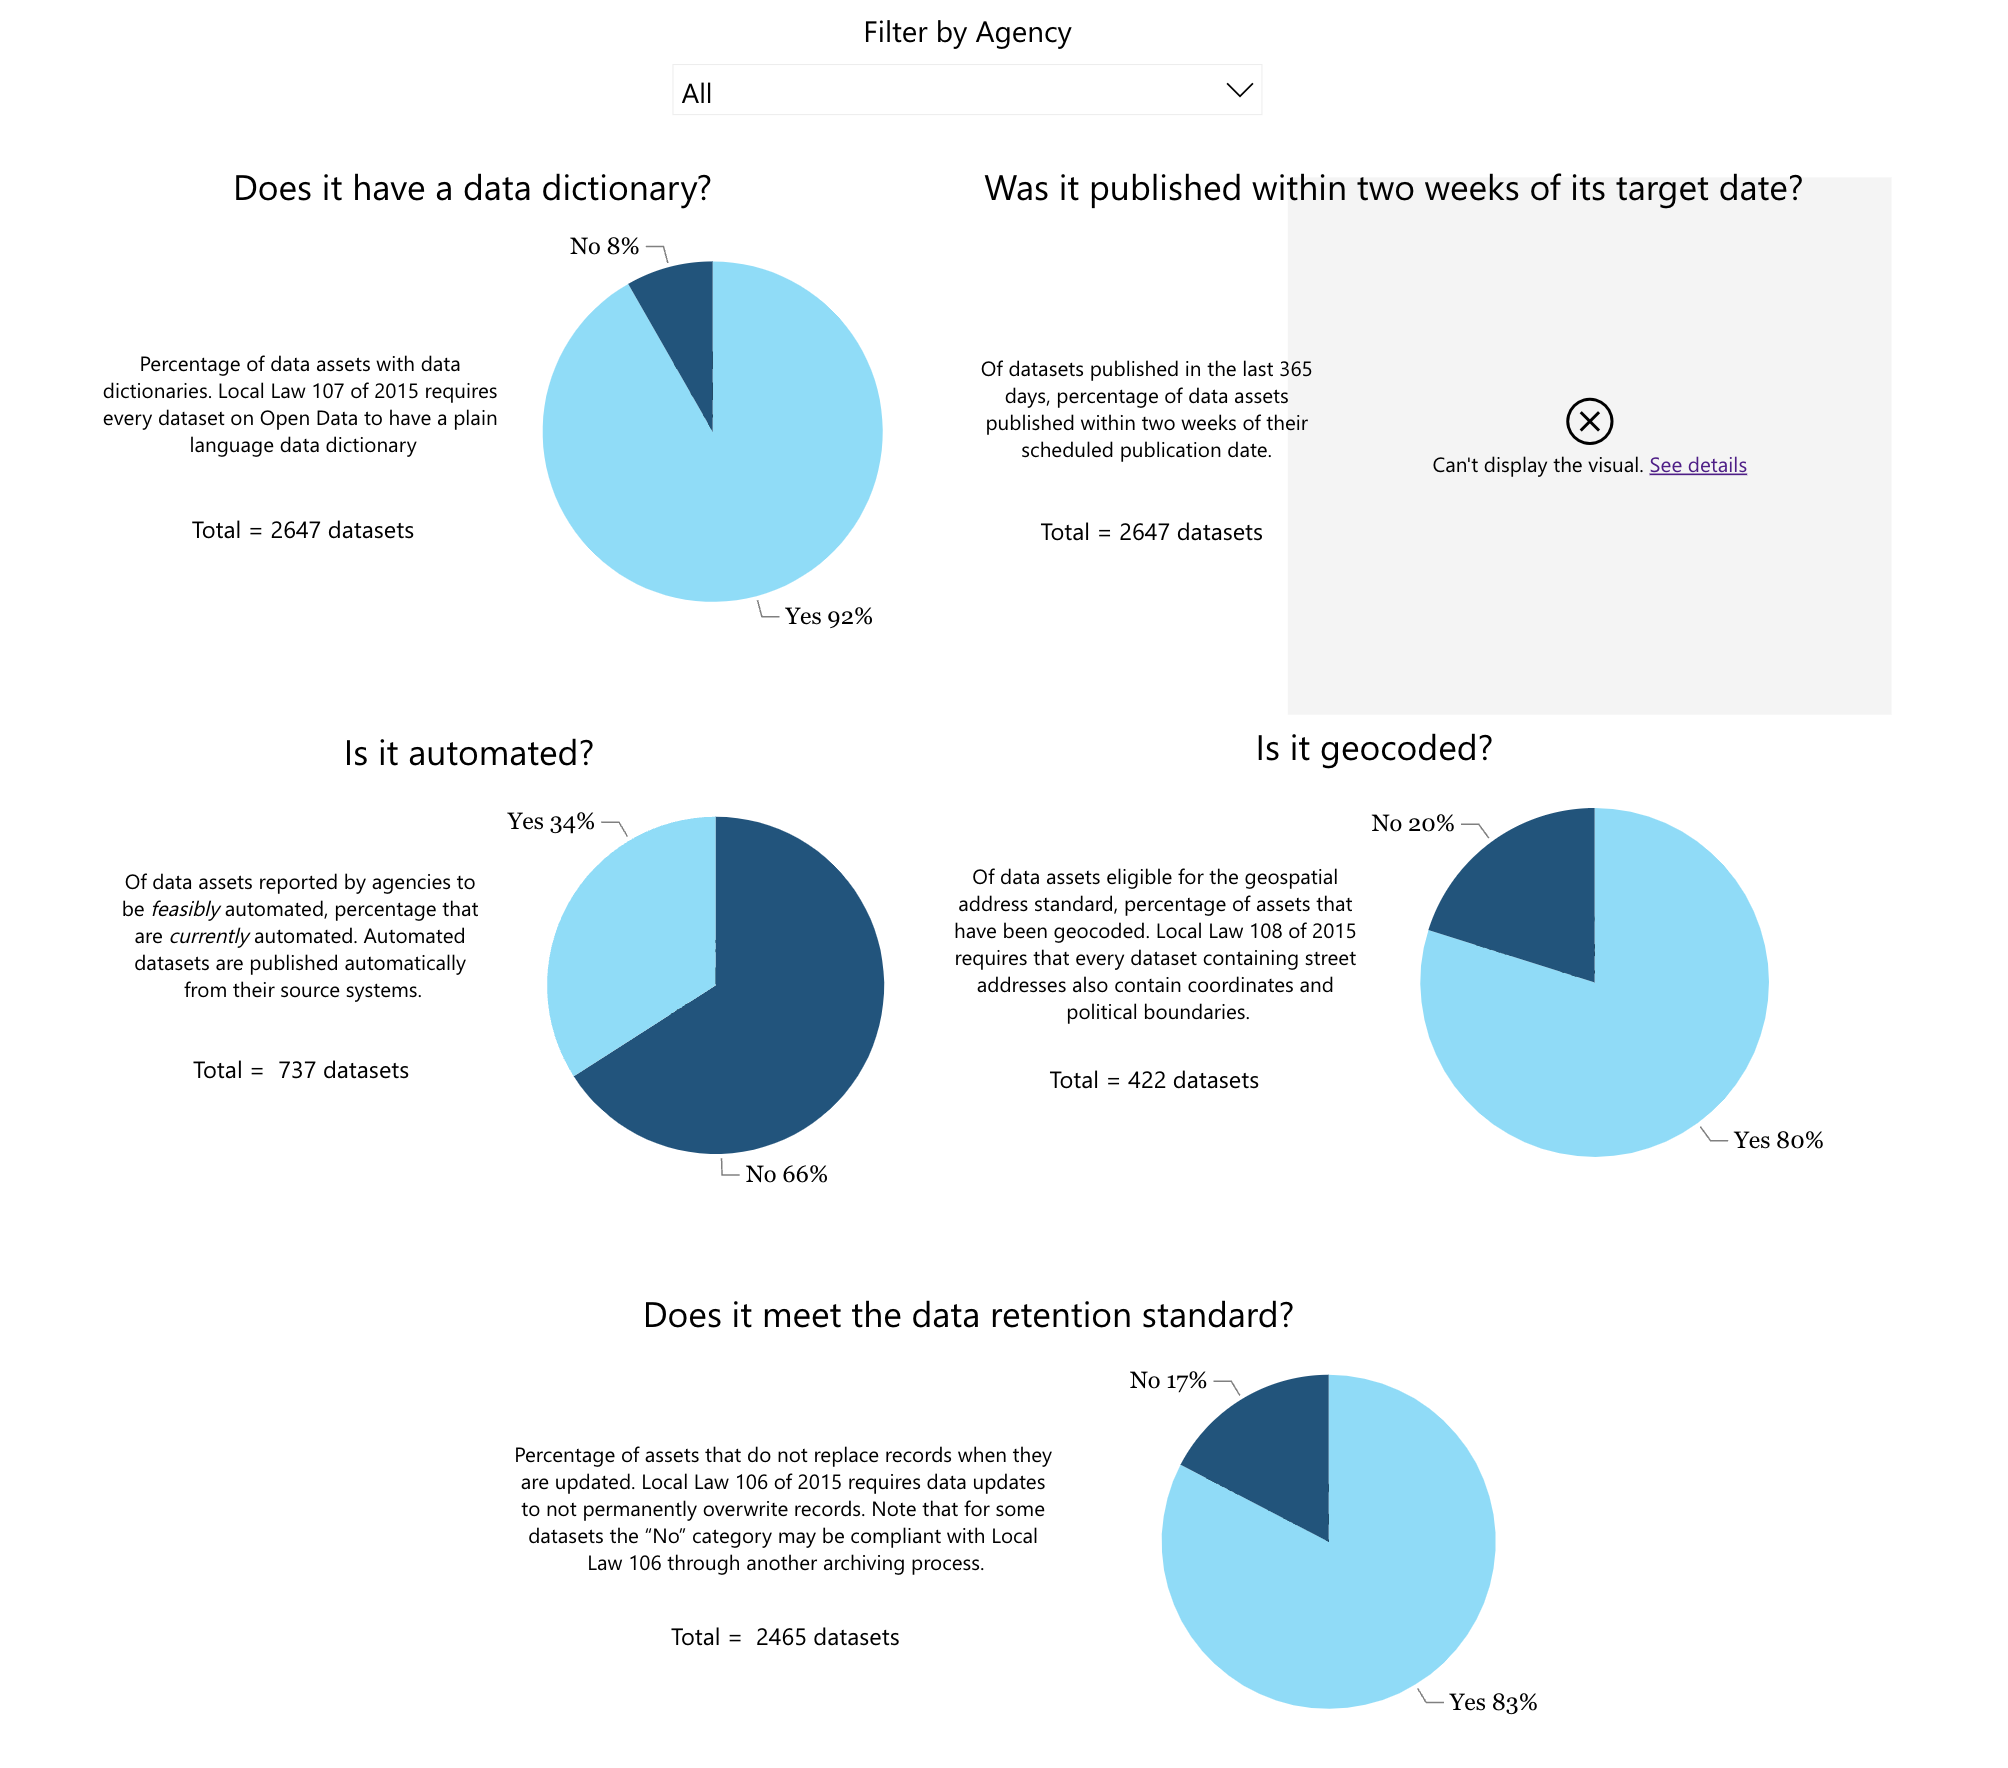 Filter by Agency
All
Does it have a data dictionary?
No 8%
Percentage of data assets with data
dictionaries. Local Law 107 of 2015 requires
every dataset on Open Data to have a plain
language data dictionary
Total = 2647 datasets
Yes 92%
Was it published within two weeks of its target date?
Of datasets published in the last 365
days, percentage of data assets
published within two weeks of their
scheduled publication date.
Total = 2647 datasets
Can't display the visual. See details
Is it automated?
Yes 34%
Of data assets reported by agencies to
be feasibly automated, percentage that
are currently automated. Automated
datasets are published automatically
from their source systems.
Total =  737 datasets
No 66%
Is it geocoded?
No 20%
Of data assets eligible for the geospatial
address standard, percentage of assets that
have been geocoded. Local Law 108 of 2015
requires that every dataset containing street
addresses also contain coordinates and
political boundaries.
Total = 422 datasets
Yes 80%
Does it meet the data retention standard?
No 17%
Percentage of assets that do not replace records when they
are updated. Local Law 106 of 2015 requires data updates
to not permanently overwrite records. Note that for some
datasets the “No” category may be compliant with Local
Law 106 through another archiving process.
Total =  2465 datasets
Yes 83%